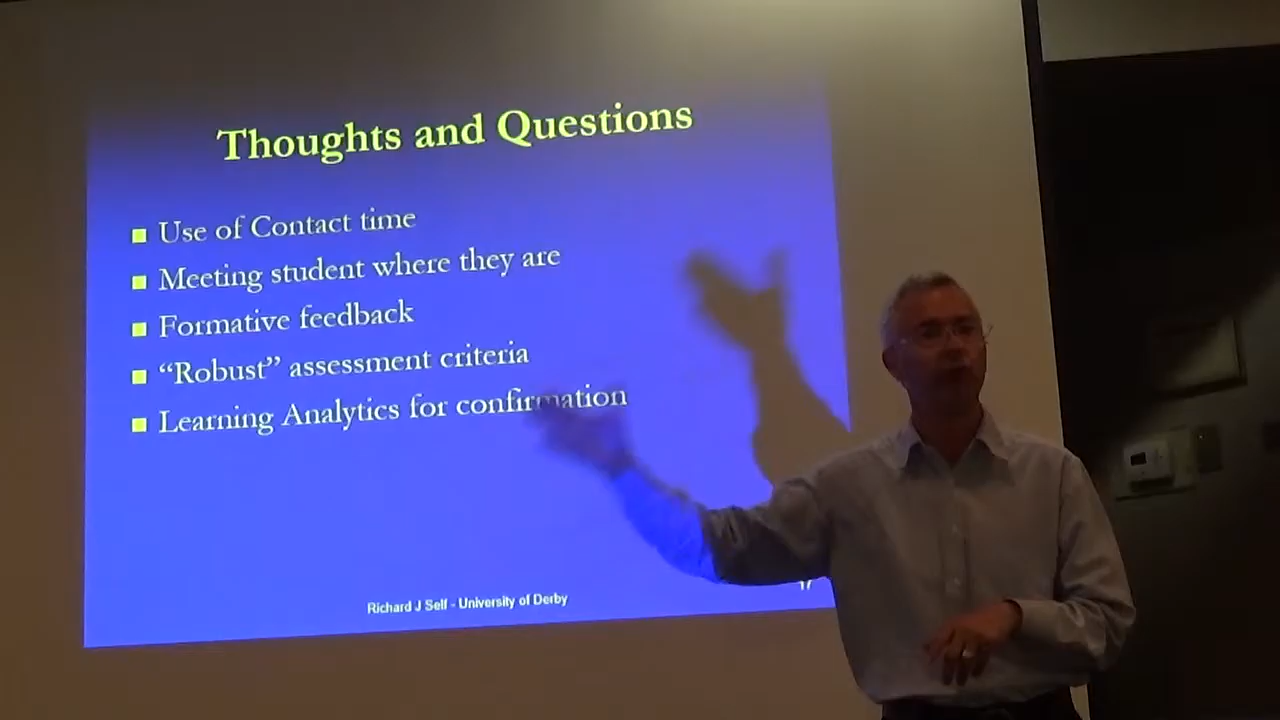 Thoughts and Questions
Use of Contact time
Meeting student where they are
Formative feedback
“Robust” assessment criteria
Learning Analytics for confirmation
Richard J Self - University of Derby
17